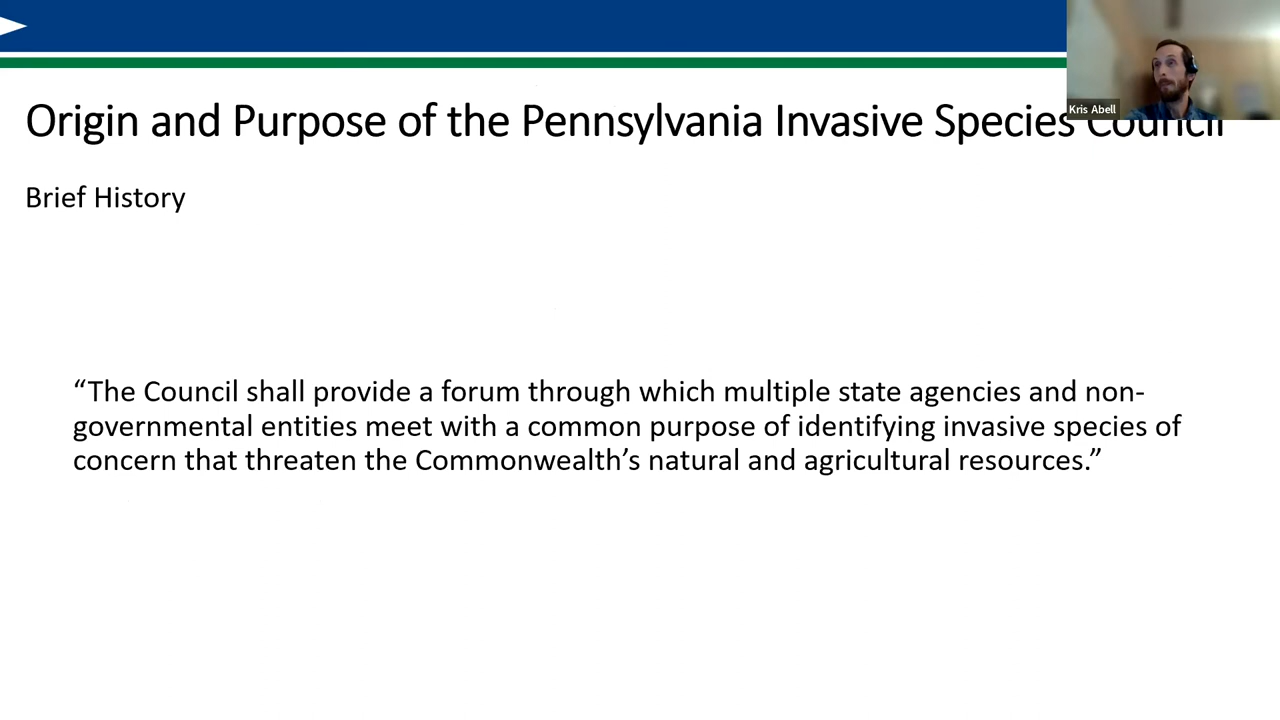 Origin and Purpose of the Pennsylvania Invasive Species Council
Kris Abell
Brief History
“The Council shall provide a forum through which multiple state agencies and non-
governmental entities meet with a common purpose of identifying invasive species of
concern that threaten the Commonwealth’s natural and agricultural resources.”